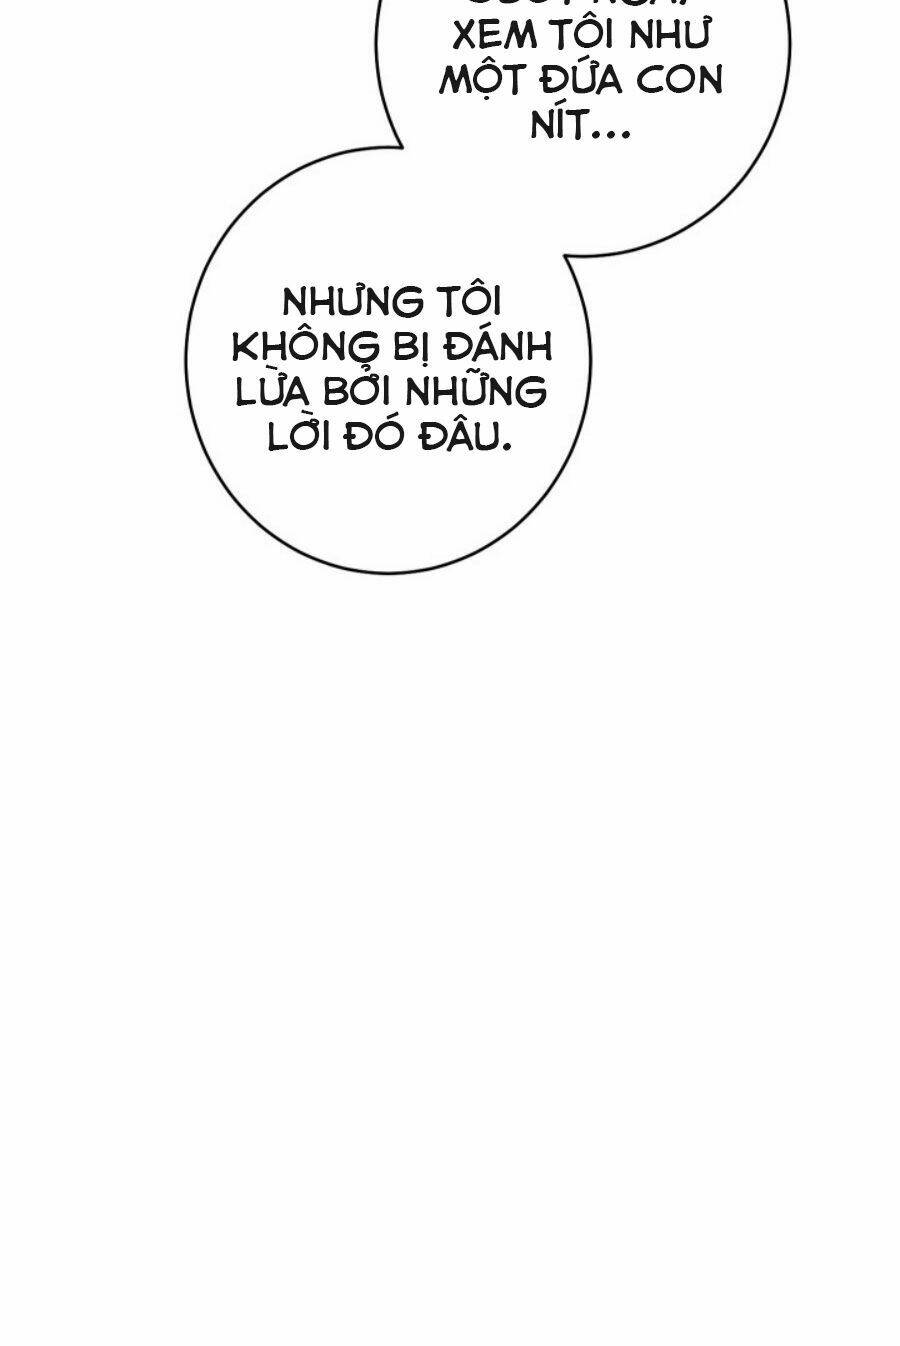 XEM TÔI NHƯ
MỘT ĐỨA CON
NÍT...
NHƯNG TÔI
KHÔNG BỊ ĐÁNH
LỪA BỞI NHỮNG
LỜI ĐÓ ĐÂU.